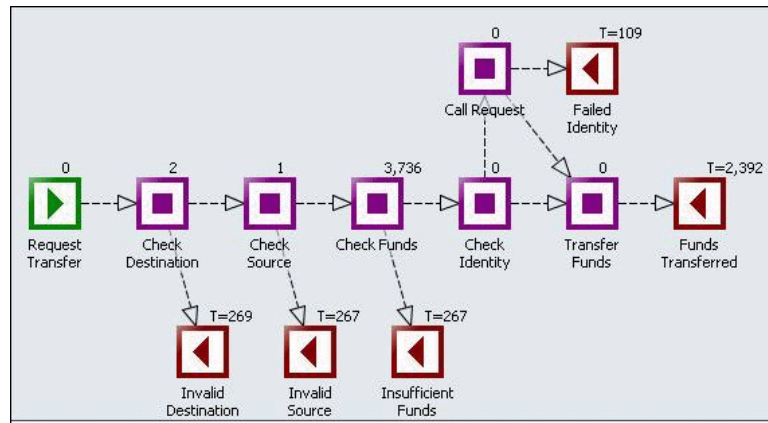 0
T=109
Call Request
Failed
Identity
0
2
1
3,736
0
0
T=2,392
Request
Transfer
Check
Destination
Check
Source
Check Funds
Check
Identity
Transfer
Funds
Funds
Transferred
T=269
T=267
T=267
Invalid
Destination
Invalid
Source
Insufficient
Funds